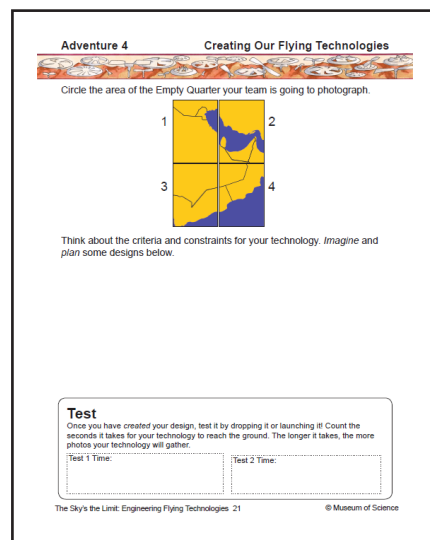 Adventure 4 Creating Our Flying Technologies
Circle the area of the Empty Quarter your team is going to photograph.
1 2
3 4
Think about the criteria and constraints for your technology. Imagine and
plan some designs below.
Test
Once you have created your design, test it by dropping it or launching it! Count the
seconds it takes for your technology to reach the ground. The longer it takes, the more
photos your technology will gather.
Test 1 Time: Test 2 Time:
The Sky's the Limit: Engineering Flying Technologies 21 © Museum of Science